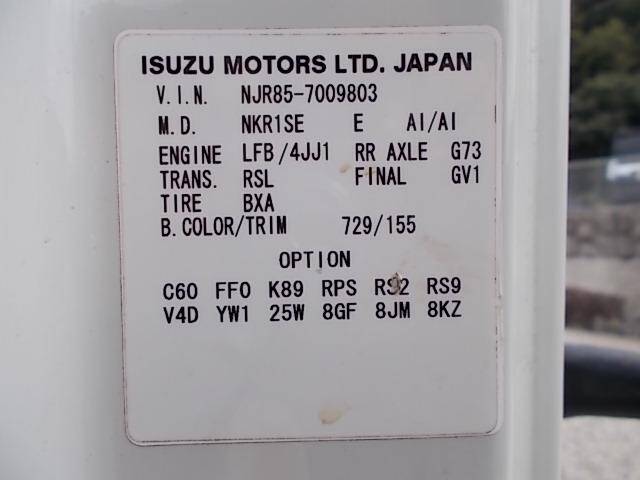 ISUZU MOTORS LTD. JAPAN
V.I.N. NJR85-7009803
M.D. NKR1SE E AI/AI
ENGINE LFB/4JJ1 RR AXLE G73
TRANS. RSL FINAL GV1
TIRE BXA
B.COLOR/TRIM 729/155
OPTION
C60 FF0 K89 RPS RS2 RS9
V4D YW1 25W 8GF 8JM 8KZ